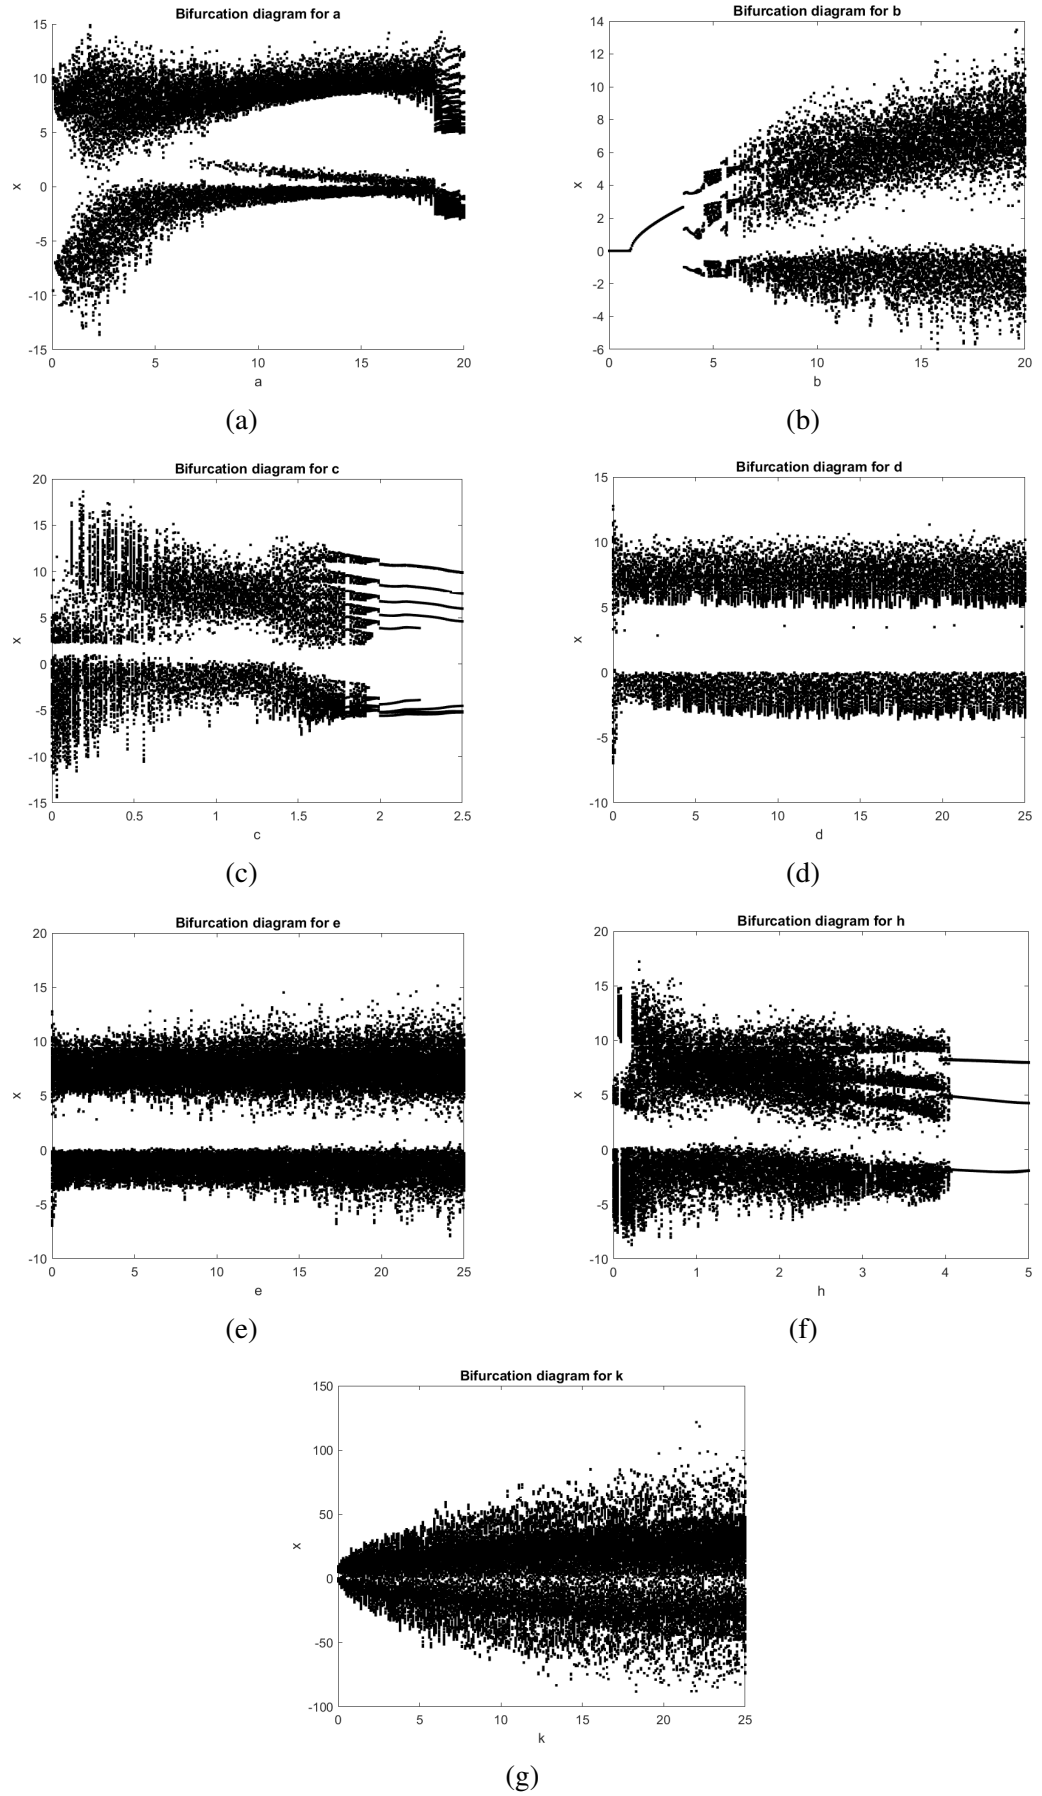 Bifurcation diagram for a
15
10
5
0
-5
-10
-15
x
0 5 10 15 20
a
(a)
Bifurcation diagram for b
14
12
10
8
6
4
2
0
-2
-4
-6
x
0 5 10 15 20
b
(b)
Bifurcation diagram for c
20
15
10
5
0
-5
-10
-15
x
0 0.5 1 1.5 2 2.5
c
(c)
Bifurcation diagram for d
15
10
5
0
-5
-10
x
0 5 10 15 20 25
d
(d)
Bifurcation diagram for e
20
15
10
5
0
-5
-10
x
0 5 10 15 20 25
e
(e)
Bifurcation diagram for h
20
15
10
5
0
-5
-10
x
0 1 2 3 4 5
h
(f)
Bifurcation diagram for k
150
100
50
0
-50
-100
x
0 5 10 15 20 25
k
(g)